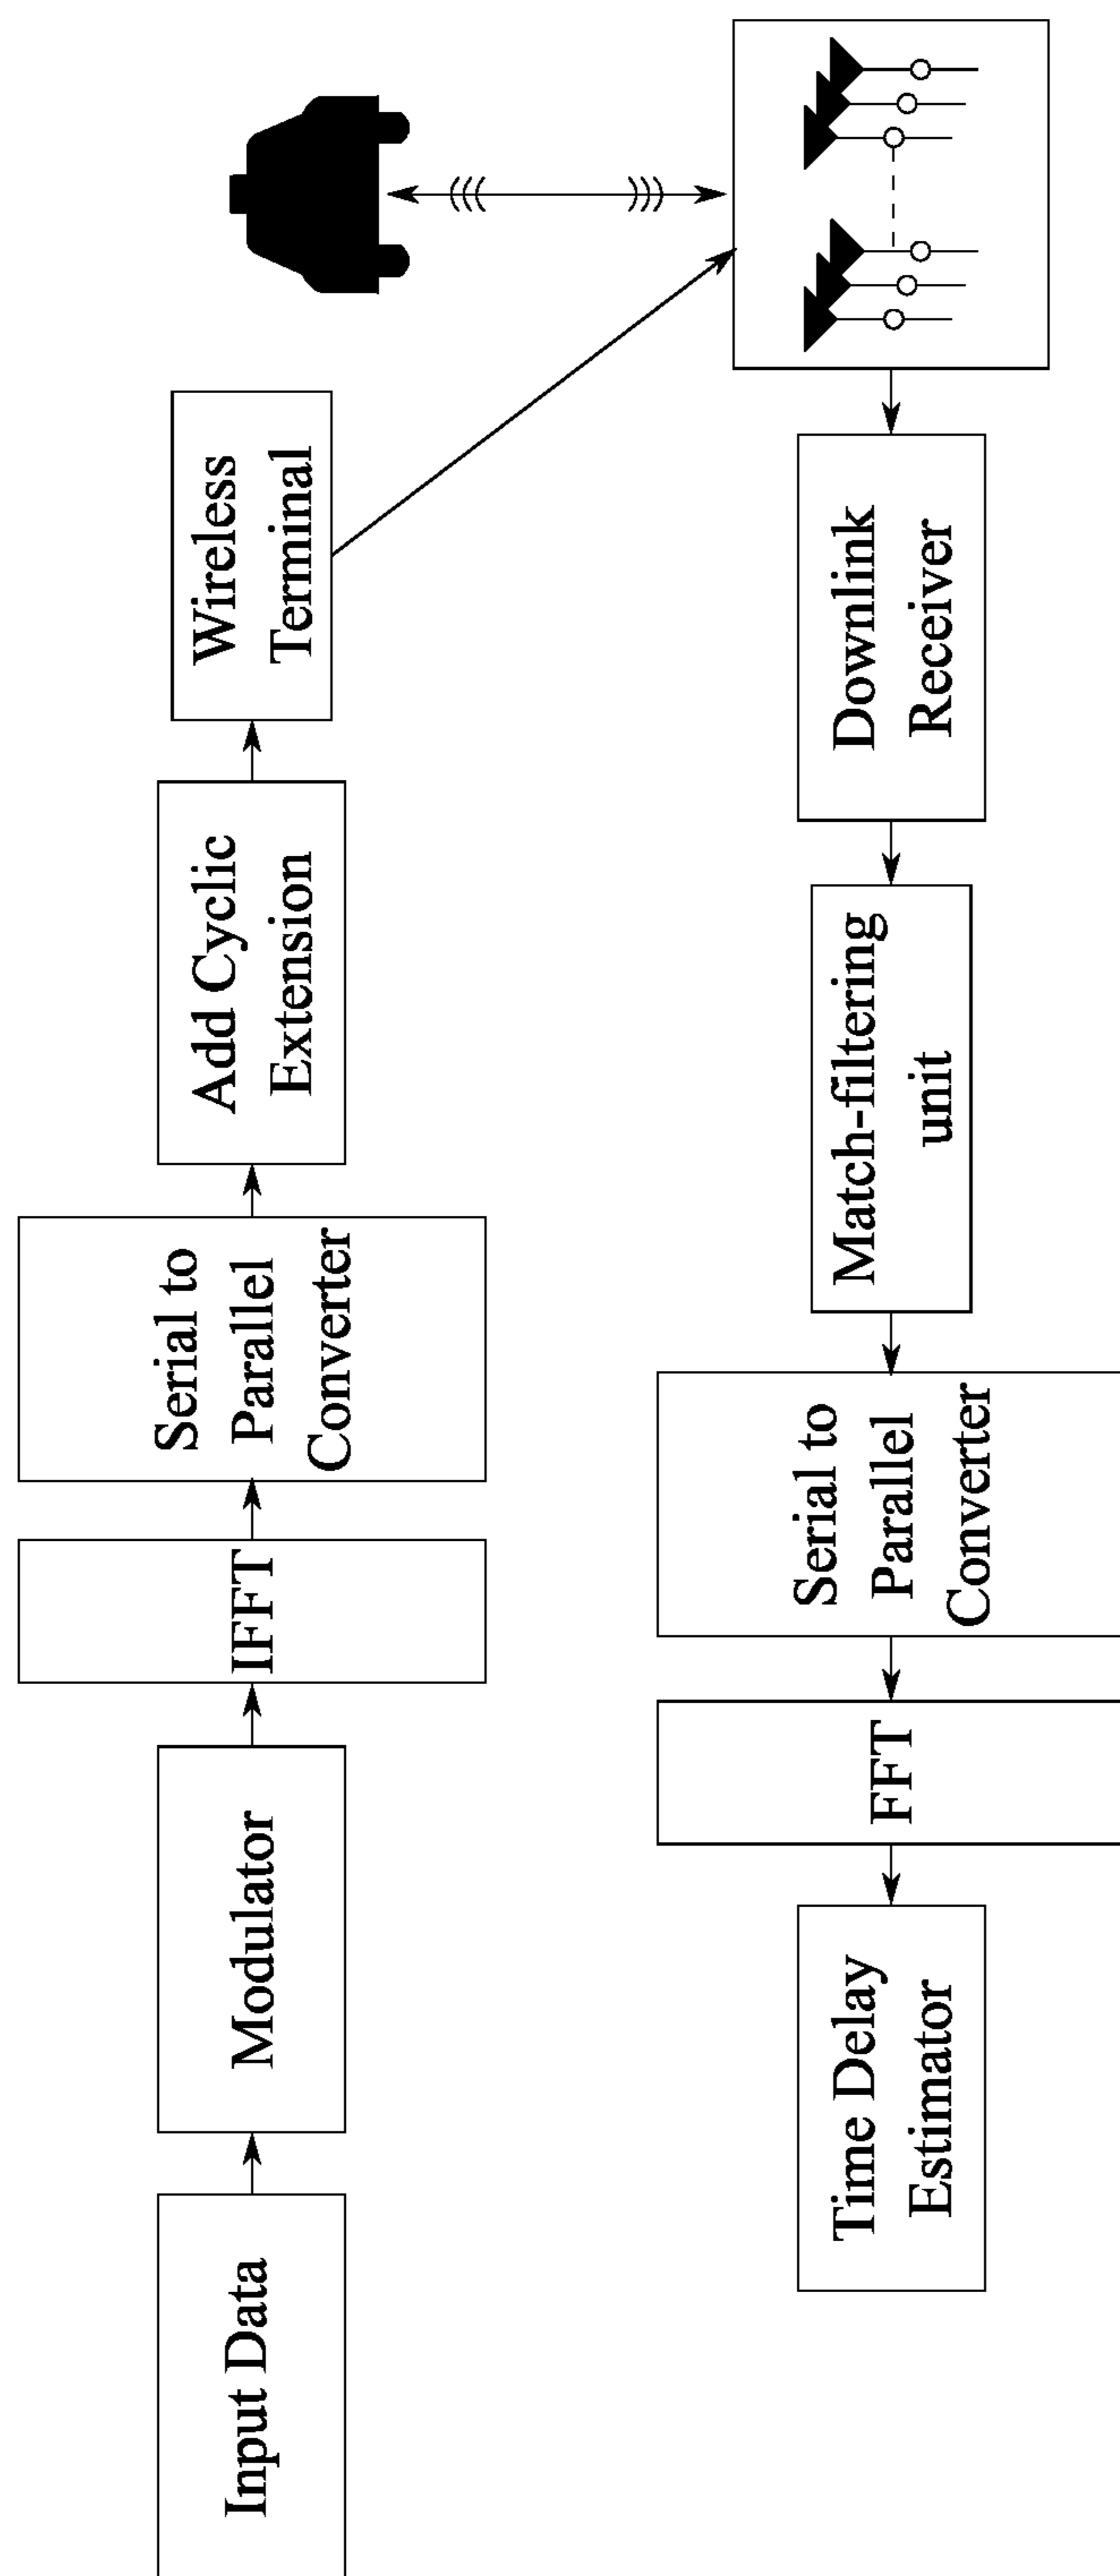 Input Data
Modulator
IFFT
Serial to
Parallel
Converter
Add Cyclic
Extension
Wireless
Terminal
Time Delay
Estimator
FFT
Serial to
Parallel
Converter
Match-filtering
unit
Downlink
Receiver